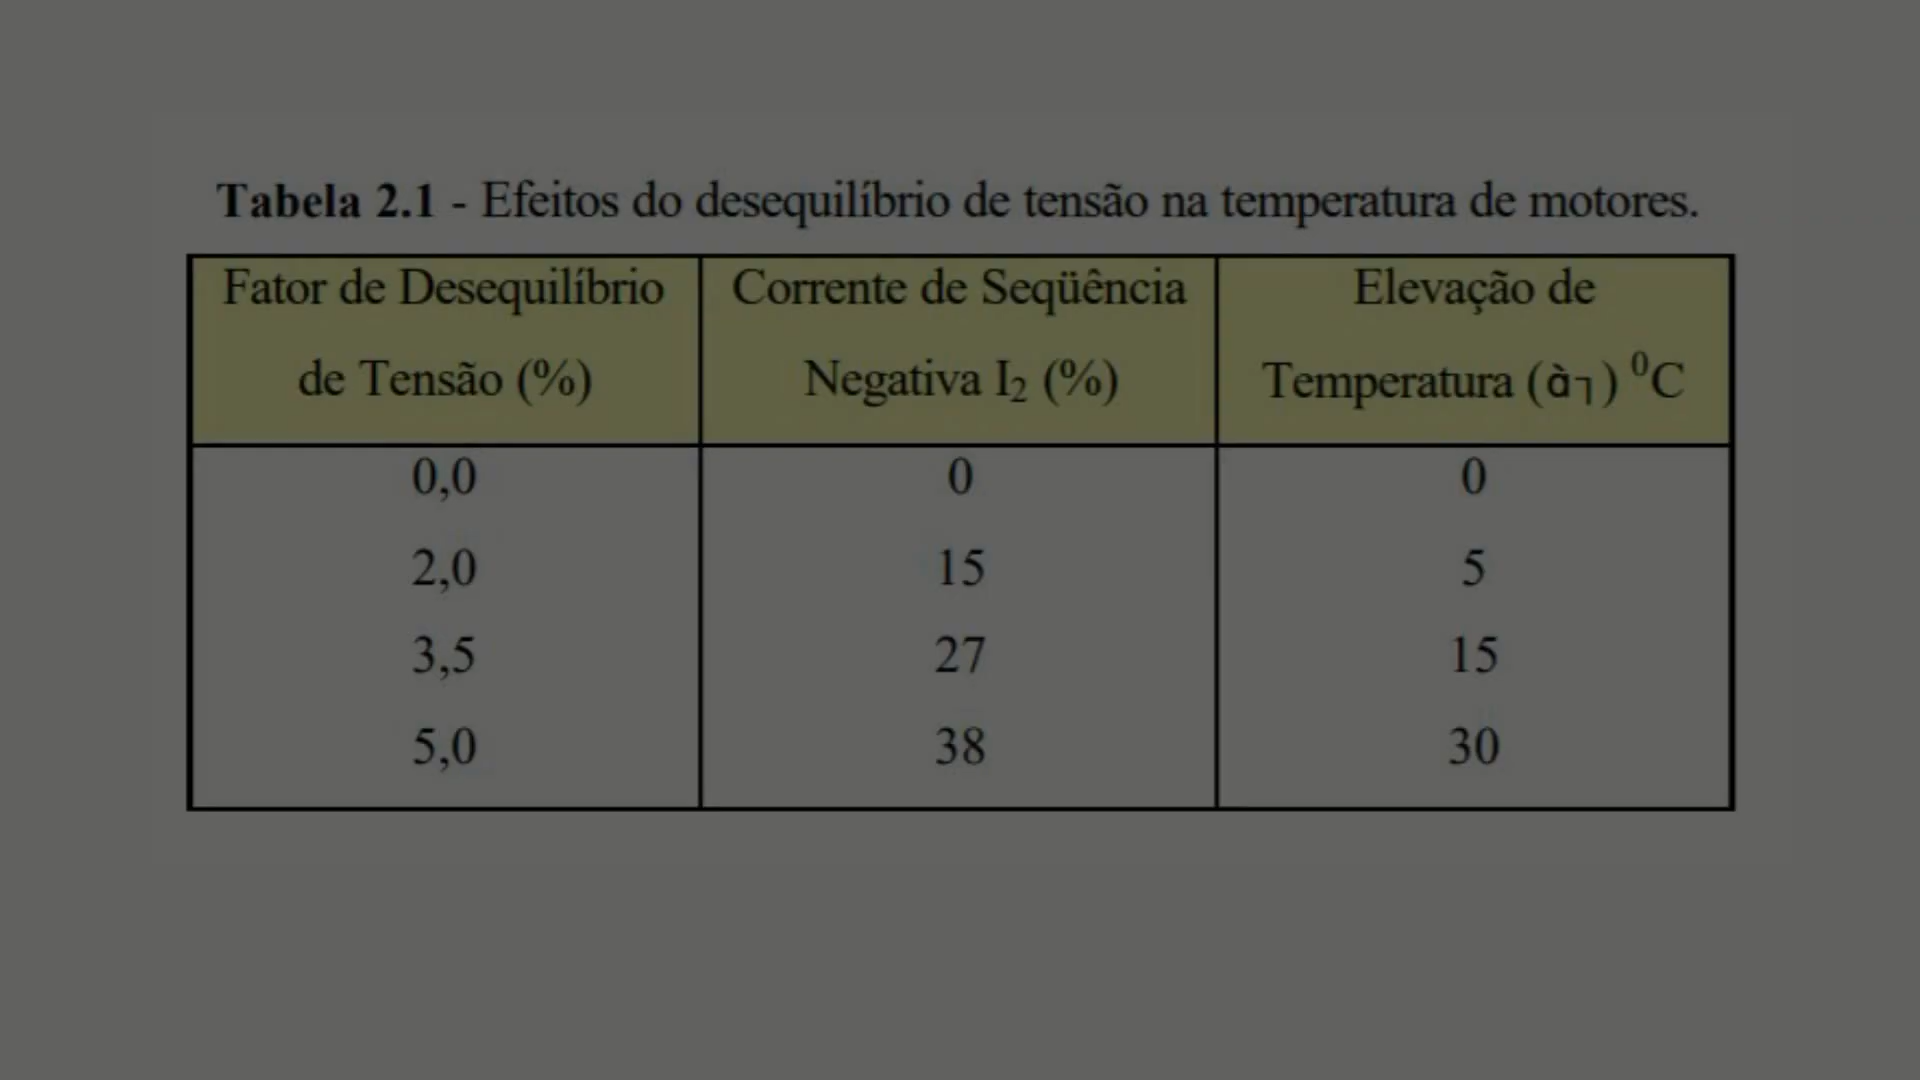 Tabela 2.1 - Efeitos do desequilíbrio de tensão na temperatura de motores.
Fator de Desequilíbrio
de Tensão (%)
Corrente de Seqüência
Negativa I₂ (%)
Elevação de
Temperatura (à┐) ⁰C
0,0 0 0
2,0 15 5
3,5 27 15
5,0 38 30